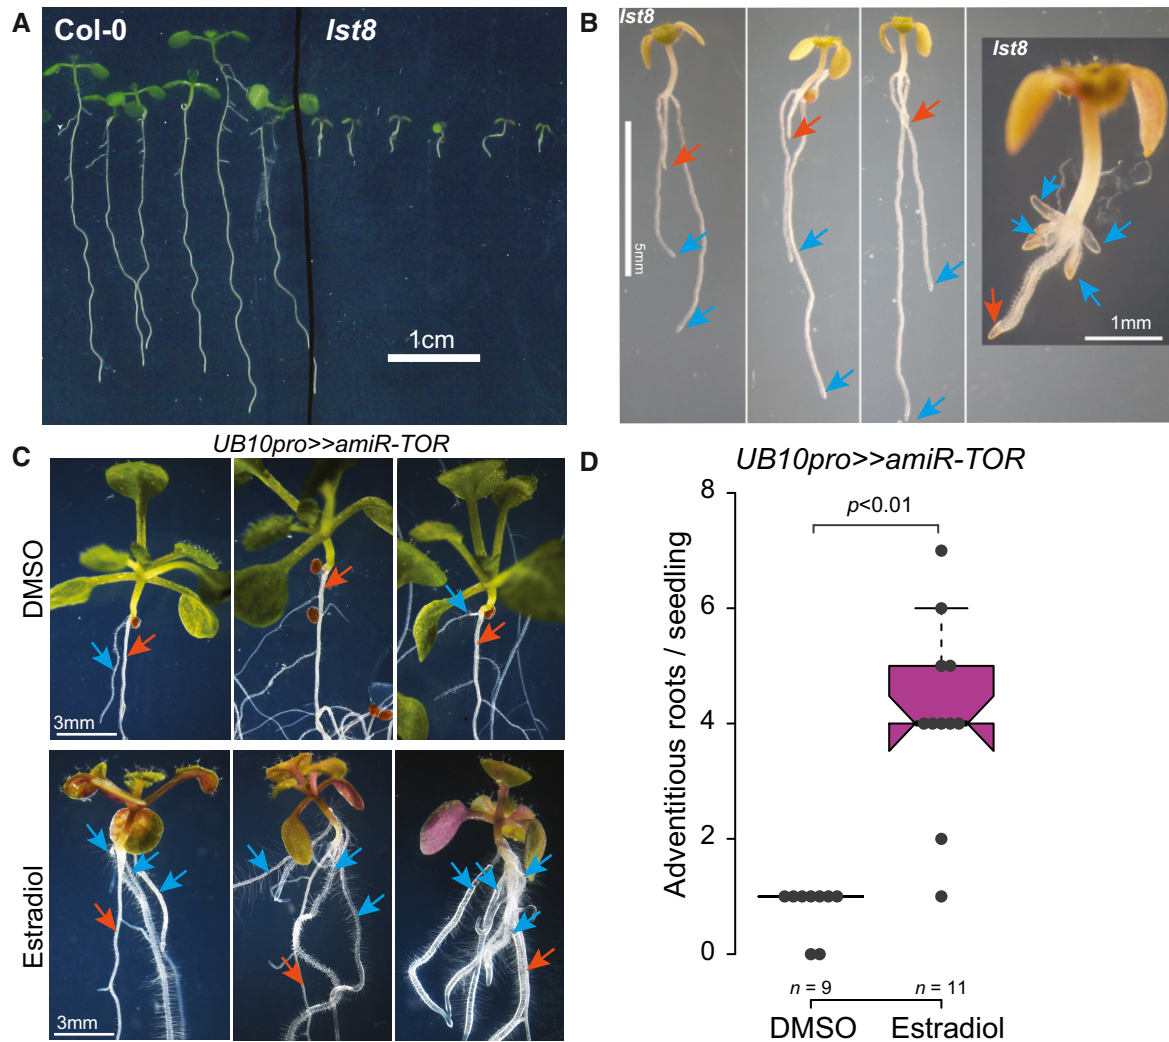 A
Col-0
lst8
1cm
B
lst8
5mm
lst8
1mm
C
UB10pro>>amiR-TOR
DMSO
3mm
Estradiol
3mm
D
UB10pro>>amiR-TOR
p<0.01
Adventitious roots / seedling
8
6
4
2
0
n = 9
n = 11
DMSO
Estradiol